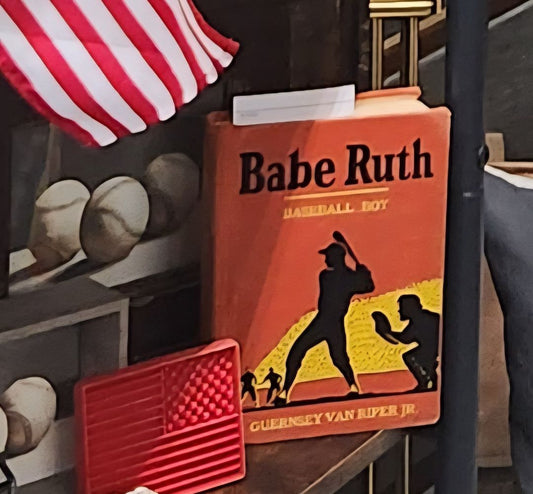 Babe Ruth
BASEBALL BOY
GUERNSEY VAN RIPER JR.